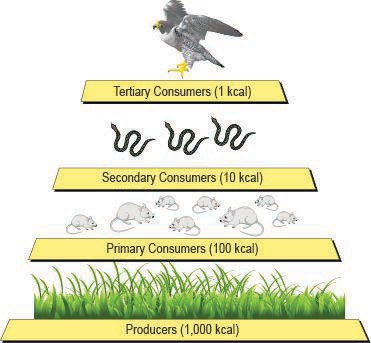 Tertiary Consumers (1 kcal)
Secondary Consumers (10 kcal)
Primary Consumers (100 kcal)
Producers (1,000 kcal)